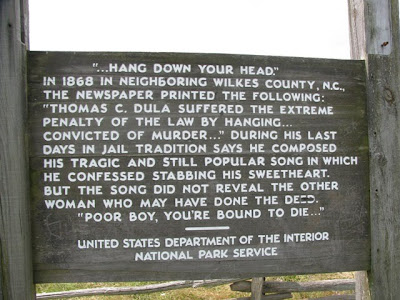 "...HANG DOWN YOUR HEAD."
IN 1868 IN NEIGHBORING WILKES COUNTY, N.C.,
THE NEWSPAPER PRINTED THE FOLLOWING:
"THOMAS C. DULA SUFFERED THE EXTREME
PENALTY OF THE LAW BY HANGING...
CONVICTED OF MURDER..." DURING HIS LAST
DAYS IN JAIL TRADITION SAYS HE COMPOSED
HIS TRAGIC AND STILL POPULAR SONG IN WHICH
HE CONFESSED STABBING HIS SWEETHEART.
BUT THE SONG DID NOT REVEAL THE OTHER
WOMAN WHO MAY HAVE DONE THE DEED.
"POOR BOY, YOU'RE BOUND TO DIE..."
UNITED STATES DEPARTMENT OF THE INTERIOR
NATIONAL PARK SERVICE